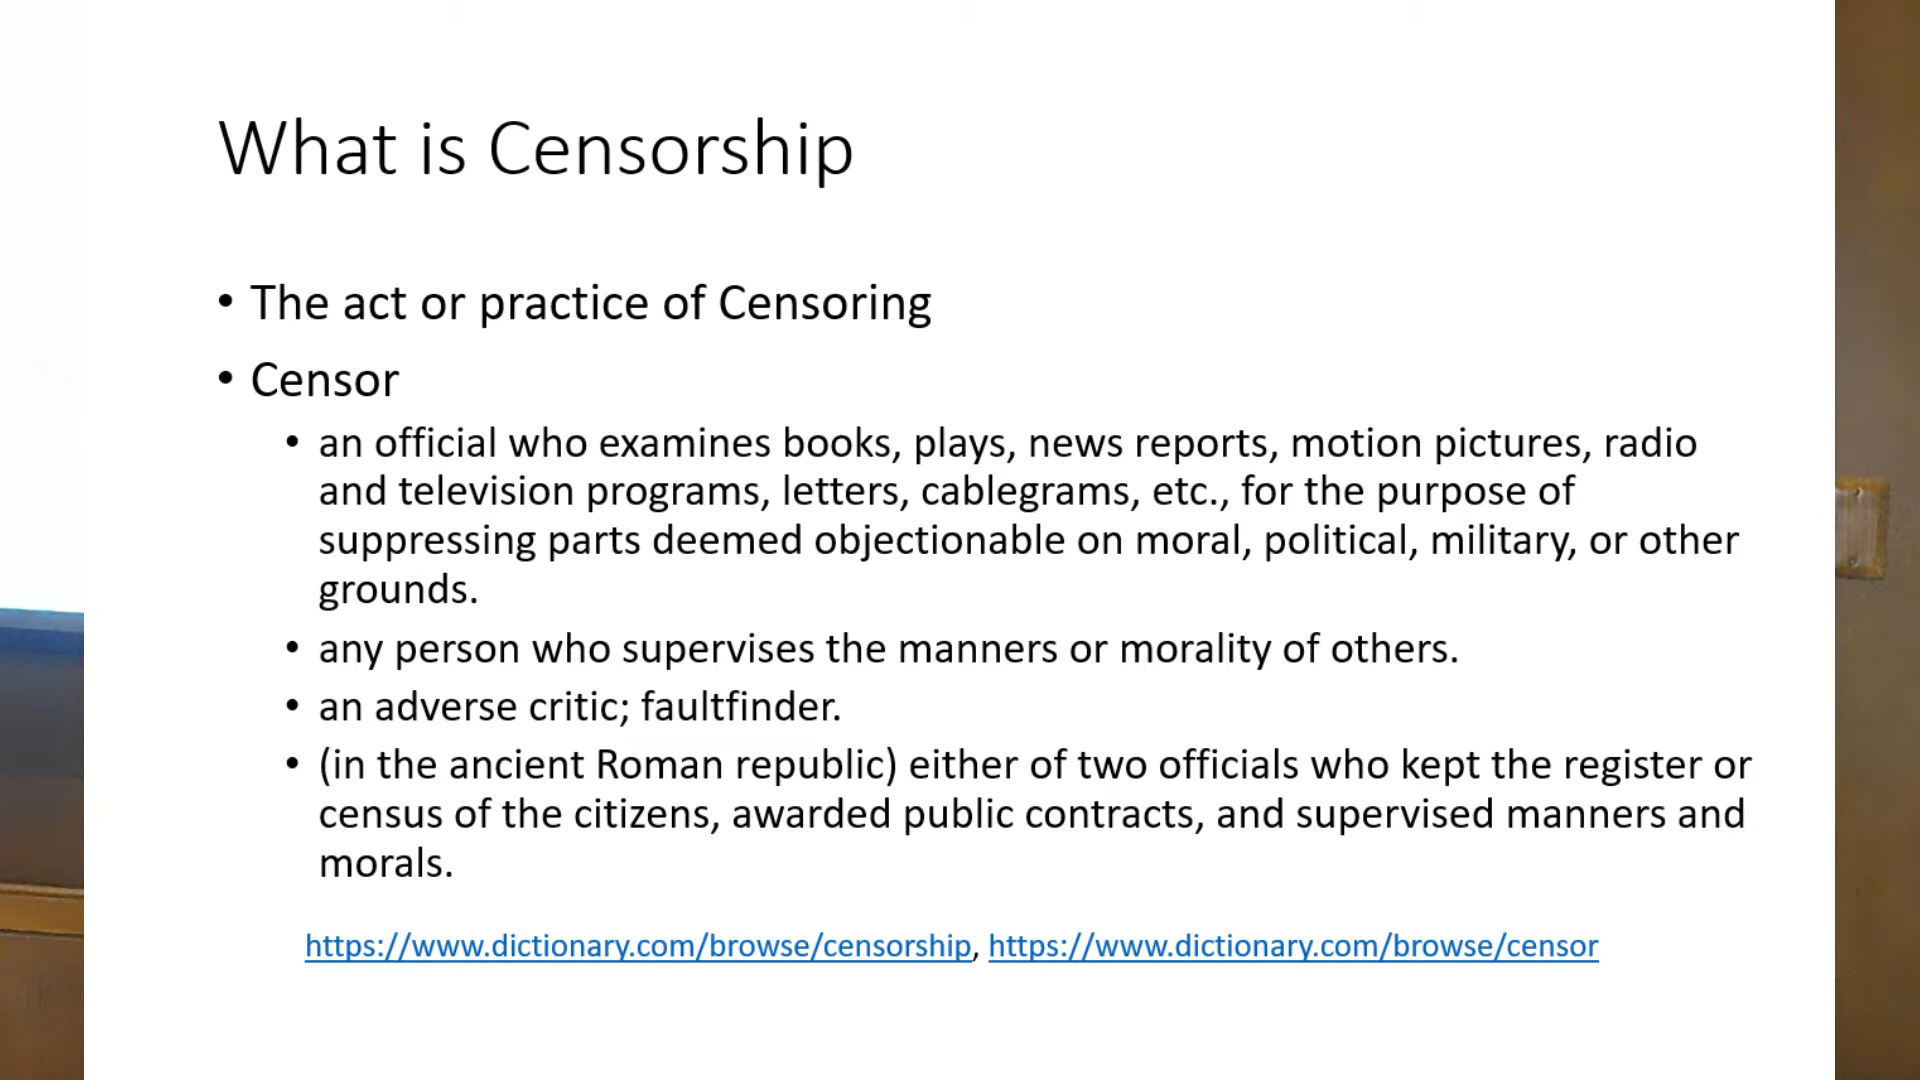 What is Censorship
• The act or practice of Censoring
• Censor
• an official who examines books, plays, news reports, motion pictures, radio
and television programs, letters, cablegrams, etc., for the purpose of
suppressing parts deemed objectionable on moral, political, military, or other
grounds.
• any person who supervises the manners or morality of others.
• an adverse critic; faultfinder.
• (in the ancient Roman republic) either of two officials who kept the register or
census of the citizens, awarded public contracts, and supervised manners and
morals.
https://www.dictionary.com/browse/censorship, https://www.dictionary.com/browse/censor